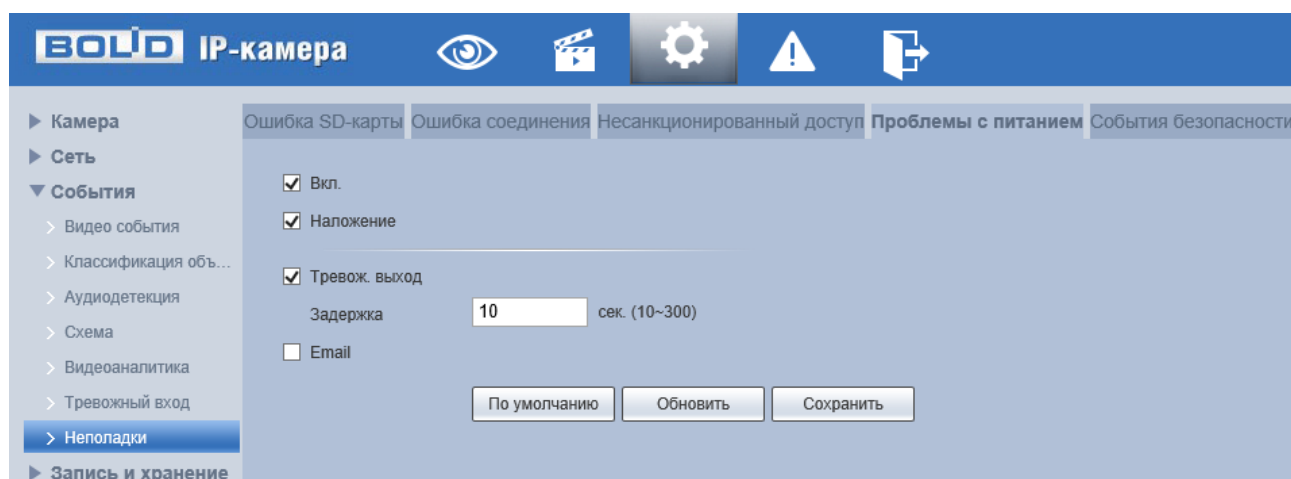 BOLID IP-камера
Камера
Сеть
События
Видео события
Классификация объ...
Аудиодетекция
Схема
Видеоаналитика
Тревожный вход
Неполадки
Запись и хранение
Ошибка SD-карты Ошибка соединения Несанкционированный доступ Проблемы с питанием События безопасности
Вкл.
Наложение
Тревож. выход
Задержка 10 сек. (10~300)
Email
По умолчанию Обновить Сохранить